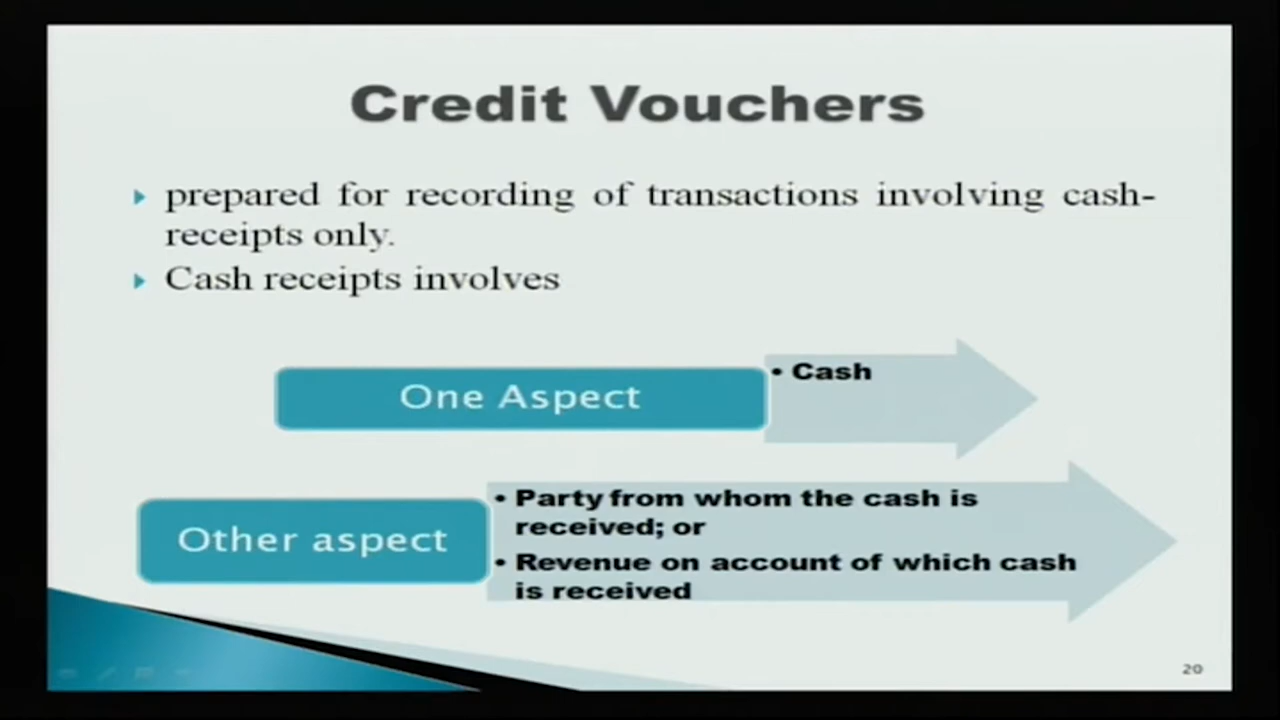 Credit Vouchers
prepared for recording of transactions involving cash-
receipts only.
Cash receipts involves
One Aspect
• Cash
Other aspect
• Party from whom the cash is
received; or
• Revenue on account of which cash
is received
20